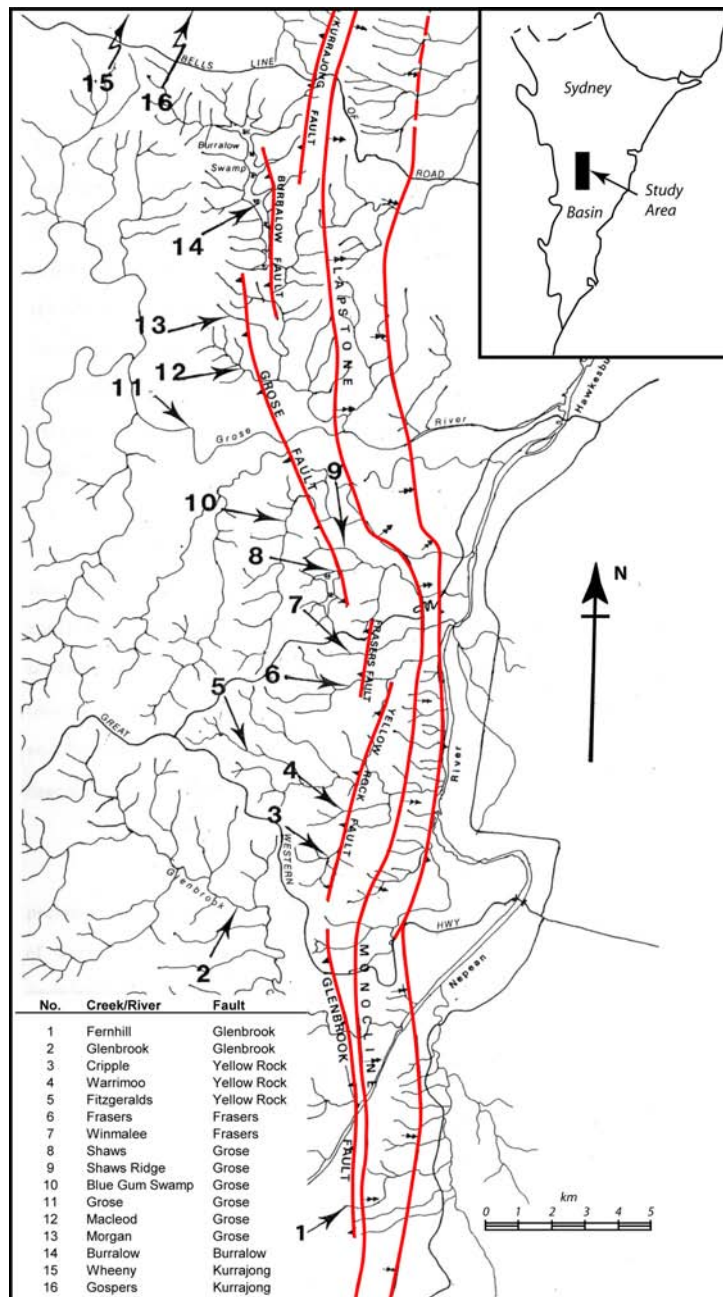 15
16
BELLS LINE
OF
ROAD
/KURRAJONG
FAULT
Burralow
Swamp
BURRALOW FAULT
14
LAPSTONE
13
12
11
GROSE
FAULT
Grose
River
Hawkesbu
10
9
8
7
FRASERS FAULT
6
5
GREAT
YELLOW
ROCK
FAULT
4
3
WESTERN
River
Glenbrook
2
HWY
Nepean
MONOCLINE
GLENBROOK
FAULT
1
Sydney
Basin
Study
Area
N
km
0 1 2 3 4 5
No. Creek/River Fault
1 Fernhill Glenbrook
2 Glenbrook Glenbrook
3 Cripple Yellow Rock
4 Warrimoo Yellow Rock
5 Fitzgeralds Yellow Rock
6 Frasers Frasers
7 Winmalee Frasers
8 Shaws Grose
9 Shaws Ridge Grose
10 Blue Gum Swamp Grose
11 Grose Grose
12 Macleod Grose
13 Morgan Grose
14 Burralow Burralow
15 Wheeny Kurrajong
16 Gospers Kurrajong